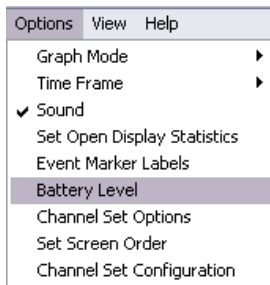 Options View Help
Graph Mode
Time Frame
Sound
Set Open Display Statistics
Event Marker Labels
Battery Level
Channel Set Options
Set Screen Order
Channel Set Configuration